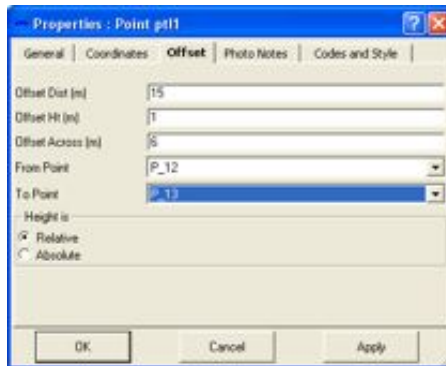 Properties : Point ptl1
General Coordinates Offset Photo Notes Codes and Style
Offset Dist (m) 15
Offset Ht (m) 1
Offset Across (m) 6
From Point P_12
To Point P_13
Height is
Relative
Absolute
OK Cancel Apply